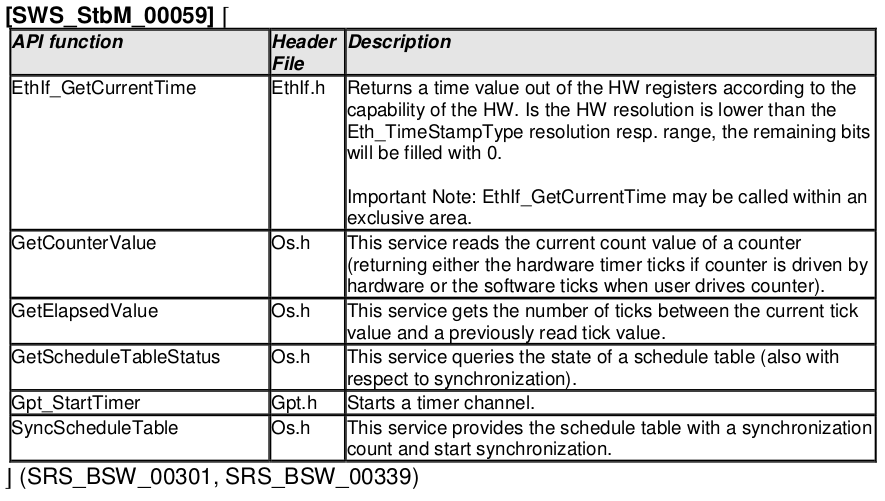 [SWS_StbM_00059] ⌈
API function Header File Description
EthIf_GetCurrentTime EthIf.h Returns a time value out of the HW registers according to the
capability of the HW. Is the HW resolution is lower than the
Eth_TimeStampType resolution resp. range, the remaining bits
will be filled with 0.
Important Note: EthIf_GetCurrentTime may be called within an
exclusive area.
GetCounterValue Os.h This service reads the current count value of a counter
(returning either the hardware timer ticks if counter is driven by
hardware or the software ticks when user drives counter).
GetElapsedValue Os.h This service gets the number of ticks between the current tick
value and a previously read tick value.
GetScheduleTableStatus Os.h This service queries the state of a schedule table (also with
respect to synchronization).
Gpt_StartTimer Gpt.h Starts a timer channel.
SyncScheduleTable Os.h This service provides the schedule table with a synchronization
count and start synchronization.
⌋ (SRS_BSW_00301, SRS_BSW_00339)